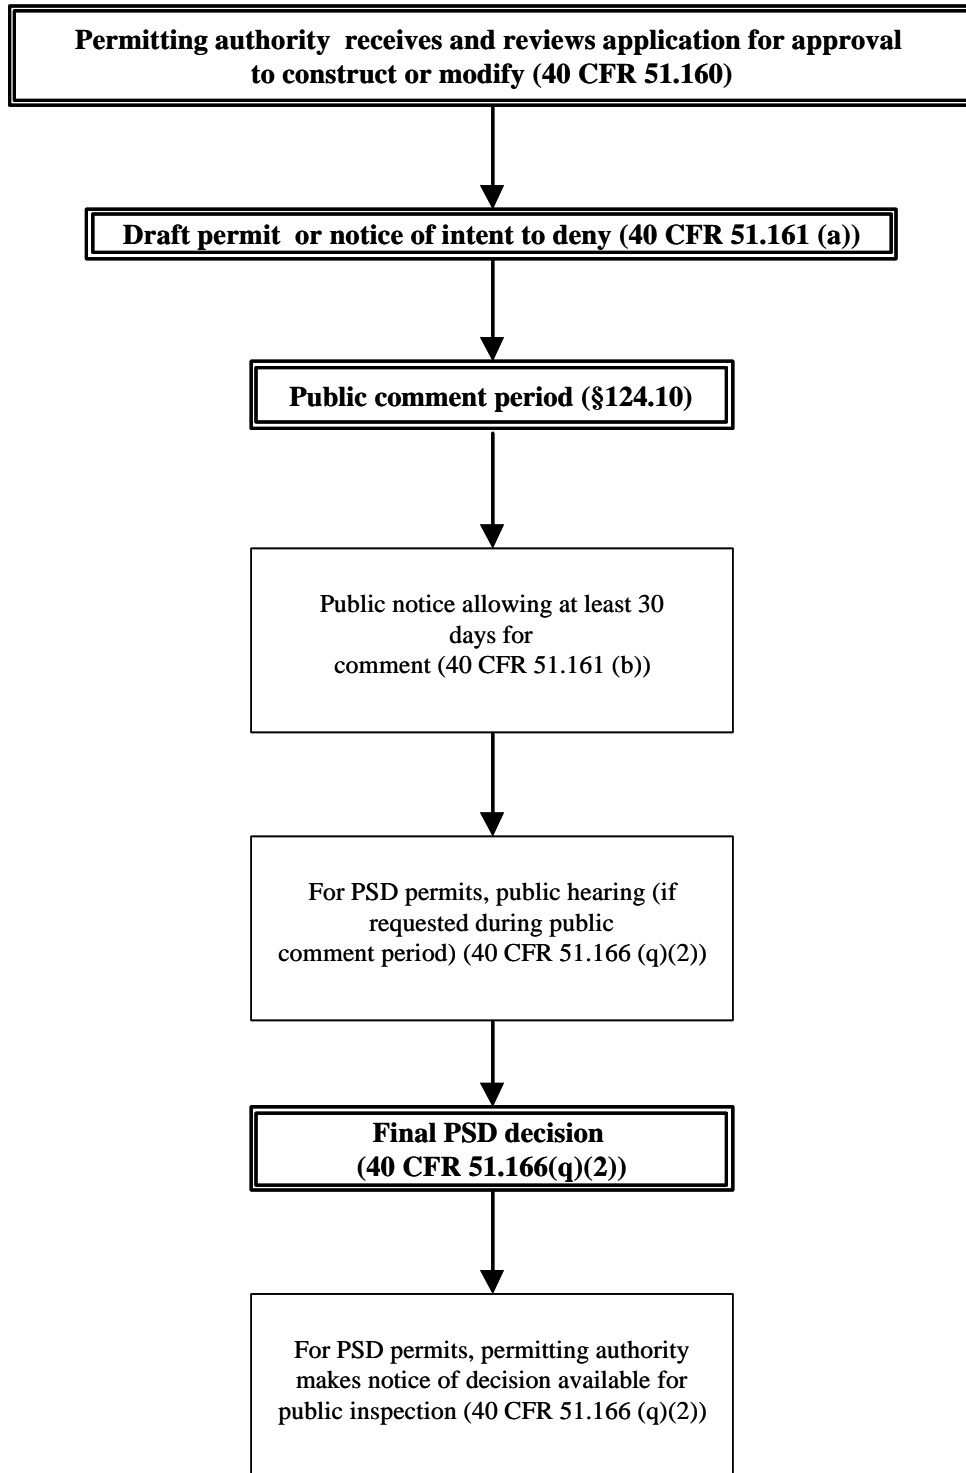 Permitting authority receives and reviews application for approval
to construct or modify (40 CFR 51.160)
Draft permit or notice of intent to deny (40 CFR 51.161 (a))
Public comment period (§124.10)
Public notice allowing at least 30
days for
comment (40 CFR 51.161 (b))
For PSD permits, public hearing (if
requested during public
comment period) (40 CFR 51.166 (q)(2))
Final PSD decision
(40 CFR 51.166(q)(2))
For PSD permits, permitting authority
makes notice of decision available for
public inspection (40 CFR 51.166 (q)(2))